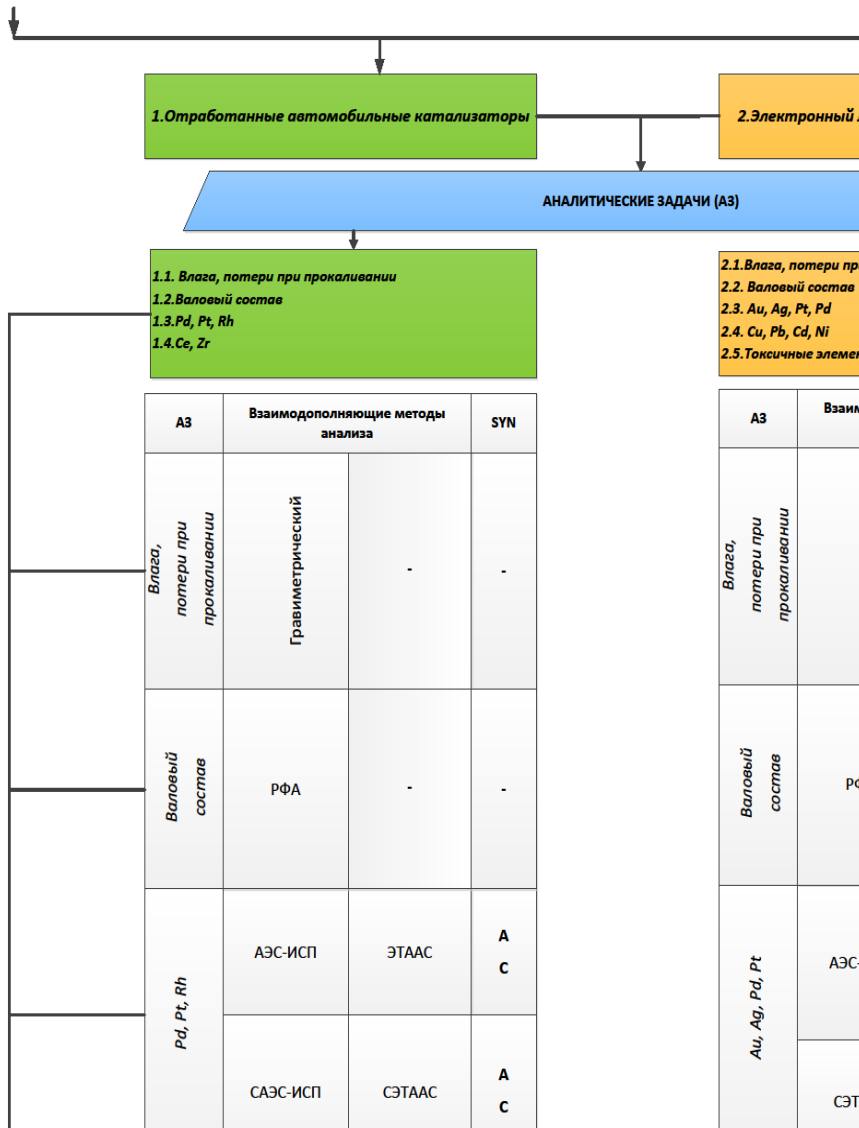 1.Отработанные автомобильные катализаторы
2.Электронный
АНАЛИТИЧЕСКИЕ ЗАДАЧИ (АЗ)
1.1. Влага, потери при прокаливании
1.2.Валовый состав
1.3.Pd, Pt, Rh
1.4.Ce, Zr
2.1.Влага, потери
2.2. Валовый состав
2.3. Au, Ag, Pt, Pd
2.4. Cu, Pb, Cd, Ni
2.5.Токсичные
АЗ
Взаимодополняющие методы
анализа
SYN
Влага,
потери при
прокаливании
Гравиметрический
-
-
Валовый
состав
РФА
-
-
Pd, Pt, Rh
АЭС-ИСП
ЭТААС
А
С
САЭС-ИСП
СЭТААС
А
С
АЗ
Влага,
потери при
прокаливании
Валовый
состав
Au, Ag, Pd, Pt